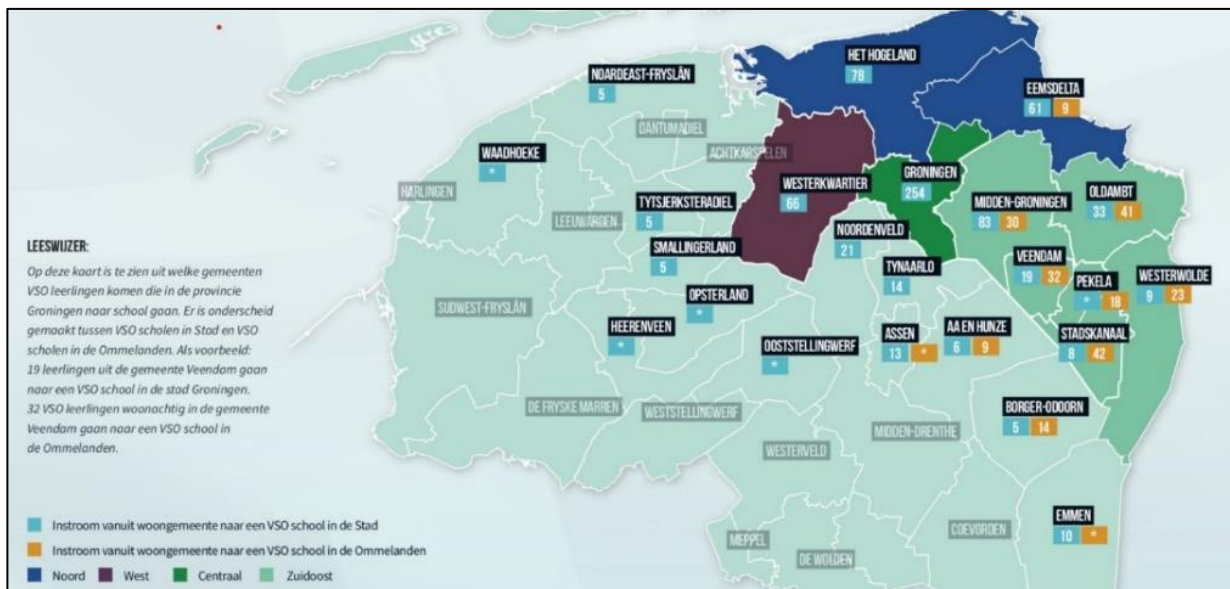 HET HOGELAND
78
NOARDEAST-FRYSLÂN
5
EEMSDELTA
61 9
DANTUMADIEL
ACHTKARSPELEN
WAADHOEKE
*
HARLINGEN
GRONINGEN
254
WESTERKWARTIER
66
OLDAMBT
33 41
MIDDEN-GRONINGEN
83 30
TYTSJERKSTERADIEL
5
LEEUWARDEN
NOORDENVELD
21
SMALLINGERLAND
5
TYNAARLO
14
VEENDAM
19 32
PEKELA
* 18
WESTERWOLDE
9 23
OPSTERLAND
*
SUDWEST-FRYSLÂN
HEERENVEEN
*
OOSTSTELLINGWERF
*
ASSEN
13 *
AA EN HUNZE
6 9
STADSKANAAL
8 42
DE FRYSKE MARREN
WESTSTELLINGWERF
BORGER-ODOORN
5 14
MIDDEN-DRENTHE
WESTERVELD
EMMEN
10 *
COEVORDEN
MEPPEL
DE WOLDEN
LEESWIJZER:
Op deze kaart is te zien uit welke gemeenten
VSO leerlingen komen die in de provincie
Groningen naar school gaan. Er is onderscheid
gemaakt tussen VSO scholen in Stad en VSO
scholen in de Ommelanden. Als voorbeeld:
19 leerlingen uit de gemeente Veendam gaan
naar een VSO school in de stad Groningen.
32 VSO leerlingen woonachtig in de gemeente
Veendam gaan naar een VSO school in
de Ommelanden.
Instroom vanuit woongemeente naar een VSO school in de Stad
Instroom vanuit woongemeente naar een VSO school in de Ommelanden
Noord West Centraal Zuidoost